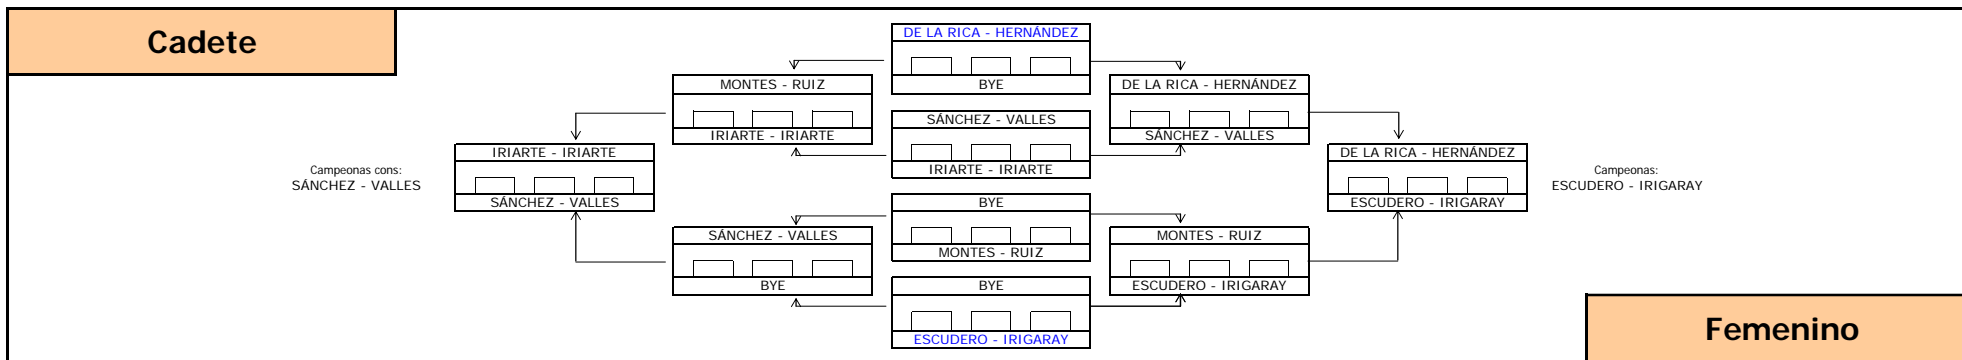 Cadete
DE LA RICA - HERNÁNDEZ
BYE
MONTES - RUIZ
IRIARTE - IRIARTE
DE LA RICA - HERNÁNDEZ
SÁNCHEZ - VALLES
SÁNCHEZ - VALLES
IRIARTE - IRIARTE
IRIARTE - IRIARTE
SÁNCHEZ - VALLES
Campeonas cons:
SÁNCHEZ - VALLES
DE LA RICA - HERNÁNDEZ
ESCUDERO - IRIGARAY
Campeonas:
ESCUDERO - IRIGARAY
BYE
MONTES - RUIZ
SÁNCHEZ - VALLES
BYE
MONTES - RUIZ
ESCUDERO - IRIGARAY
BYE
ESCUDERO - IRIGARAY
Femenino